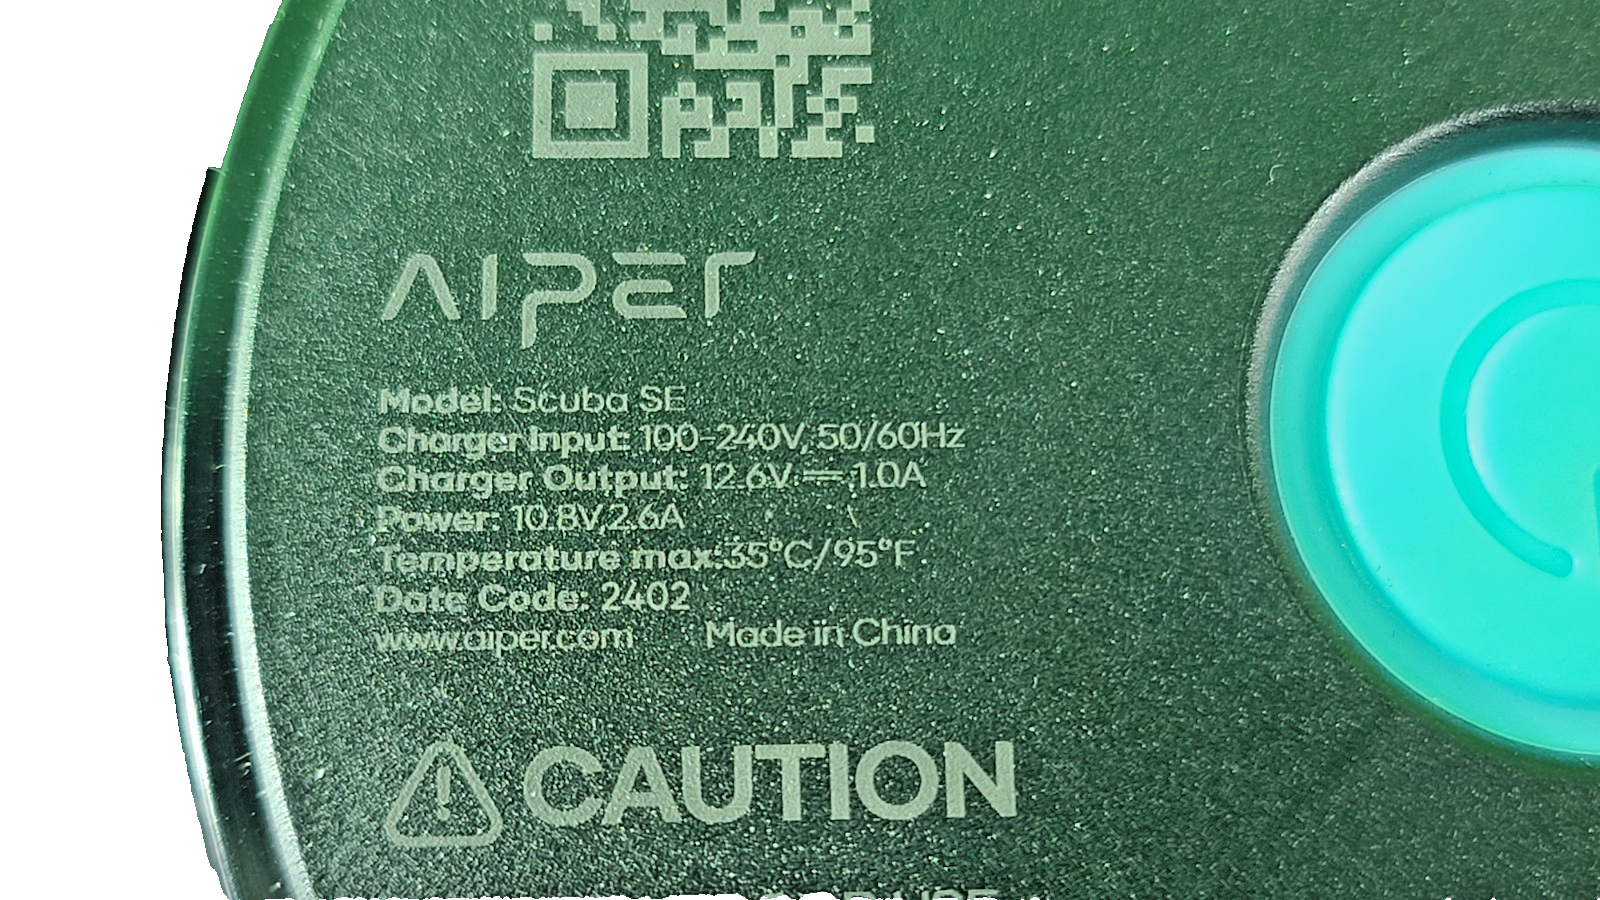 AIPER
Model: Scuba SE
Charger Input: 100-240V, 50/60Hz
Charger Output: 12.6V⎓1.0A
Power: 10.8V,2.6A
Temperature max:35°C/95°F
Date Code: 2402
www.aiper.com Made in China
CAUTION